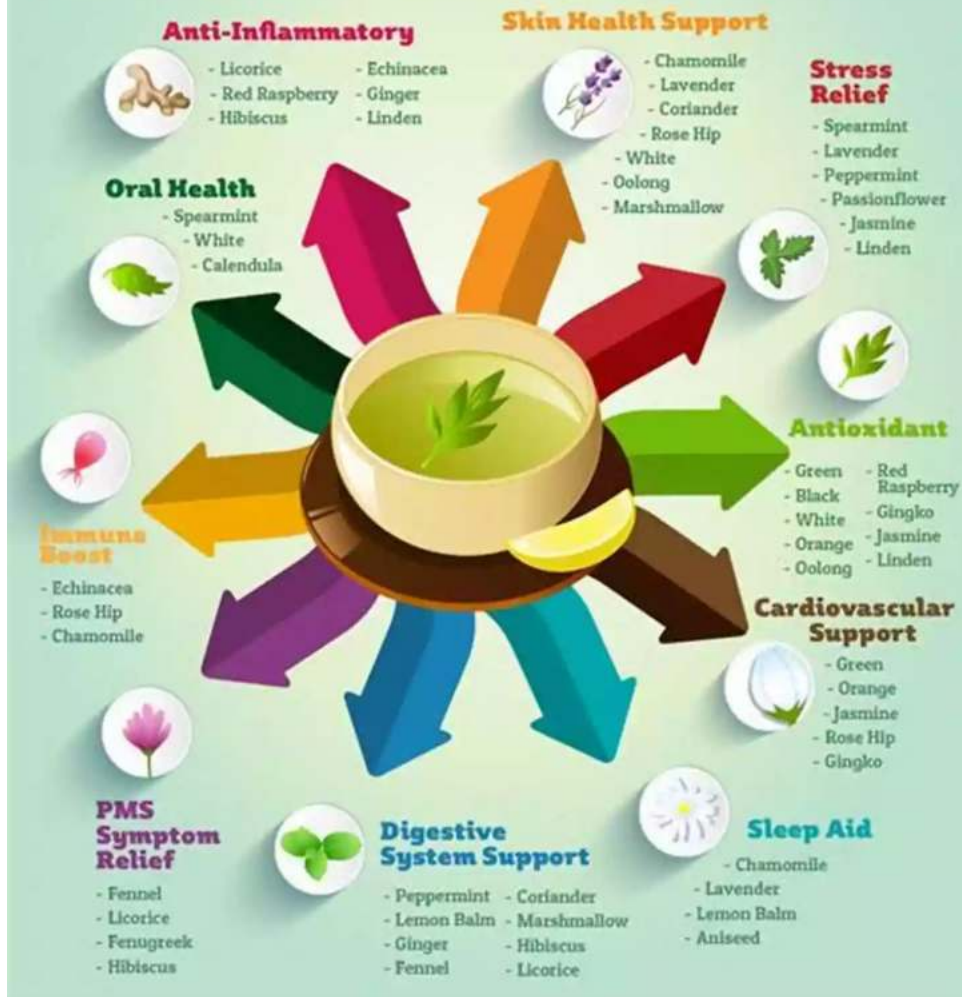 Anti-Inflammatory
- Licorice
- Red Raspberry
- Hibiscus
- Echinacea
- Ginger
- Linden
Skin Health Support
- Chamomile
- Lavender
- Coriander
- Rose Hip
- White
- Oolong
- Marshmallow
Stress
Relief
- Spearmint
- Lavender
- Peppermint
- Passionflower
- Jasmine
- Linden
Oral Health
- Spearmint
- White
- Calendula
Antioxidant
- Green
- Black
- White
- Orange
- Oolong
- Red
Raspberry
- Gingko
- Jasmine
- Linden
Immune
Boost
- Echinacea
- Rose Hip
- Chamomile
Cardiovascular
Support
- Green
- Orange
- Jasmine
- Rose Hip
- Gingko
PMS
Symptom
Relief
- Fennel
- Licorice
- Fenugreek
- Hibiscus
Digestive
System Support
- Peppermint
- Lemon Balm
- Ginger
- Fennel
- Coriander
- Marshmallow
- Hibiscus
- Licorice
Sleep Aid
- Chamomile
- Lavender
- Lemon Balm
- Aniseed